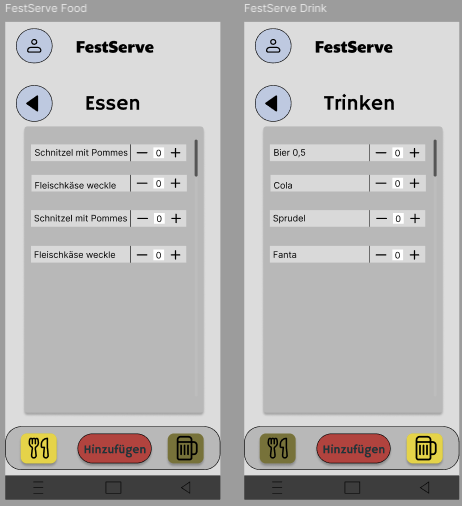 FestServe Food
FestServe
Essen
Schnitzel mit Pommes — 0 +
Fleischkäse weckle — 0 +
Schnitzel mit Pommes — 0 +
Fleischkäse weckle — 0 +
Hinzufügen
FestServe Drink
FestServe
Trinken
Bier 0,5 — 0 +
Cola — 0 +
Sprudel — 0 +
Fanta — 0 +
Hinzufügen